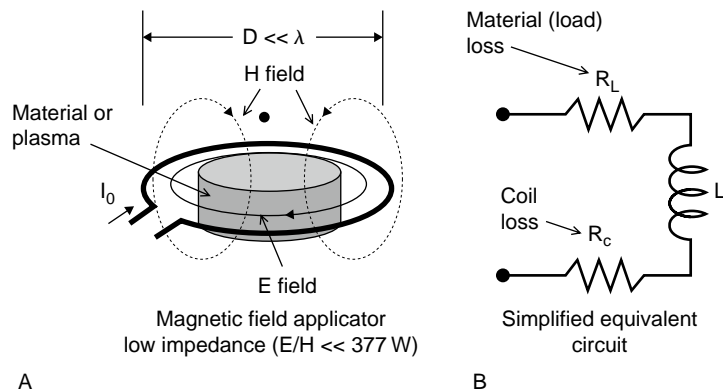 D << λ
H field
Material or
plasma
I0
E field
Magnetic field applicator
low impedance (E/H << 377 W)
A
Material (load)
loss
RL
L
Coil
loss
Rc
Simplified equivalent
circuit
B